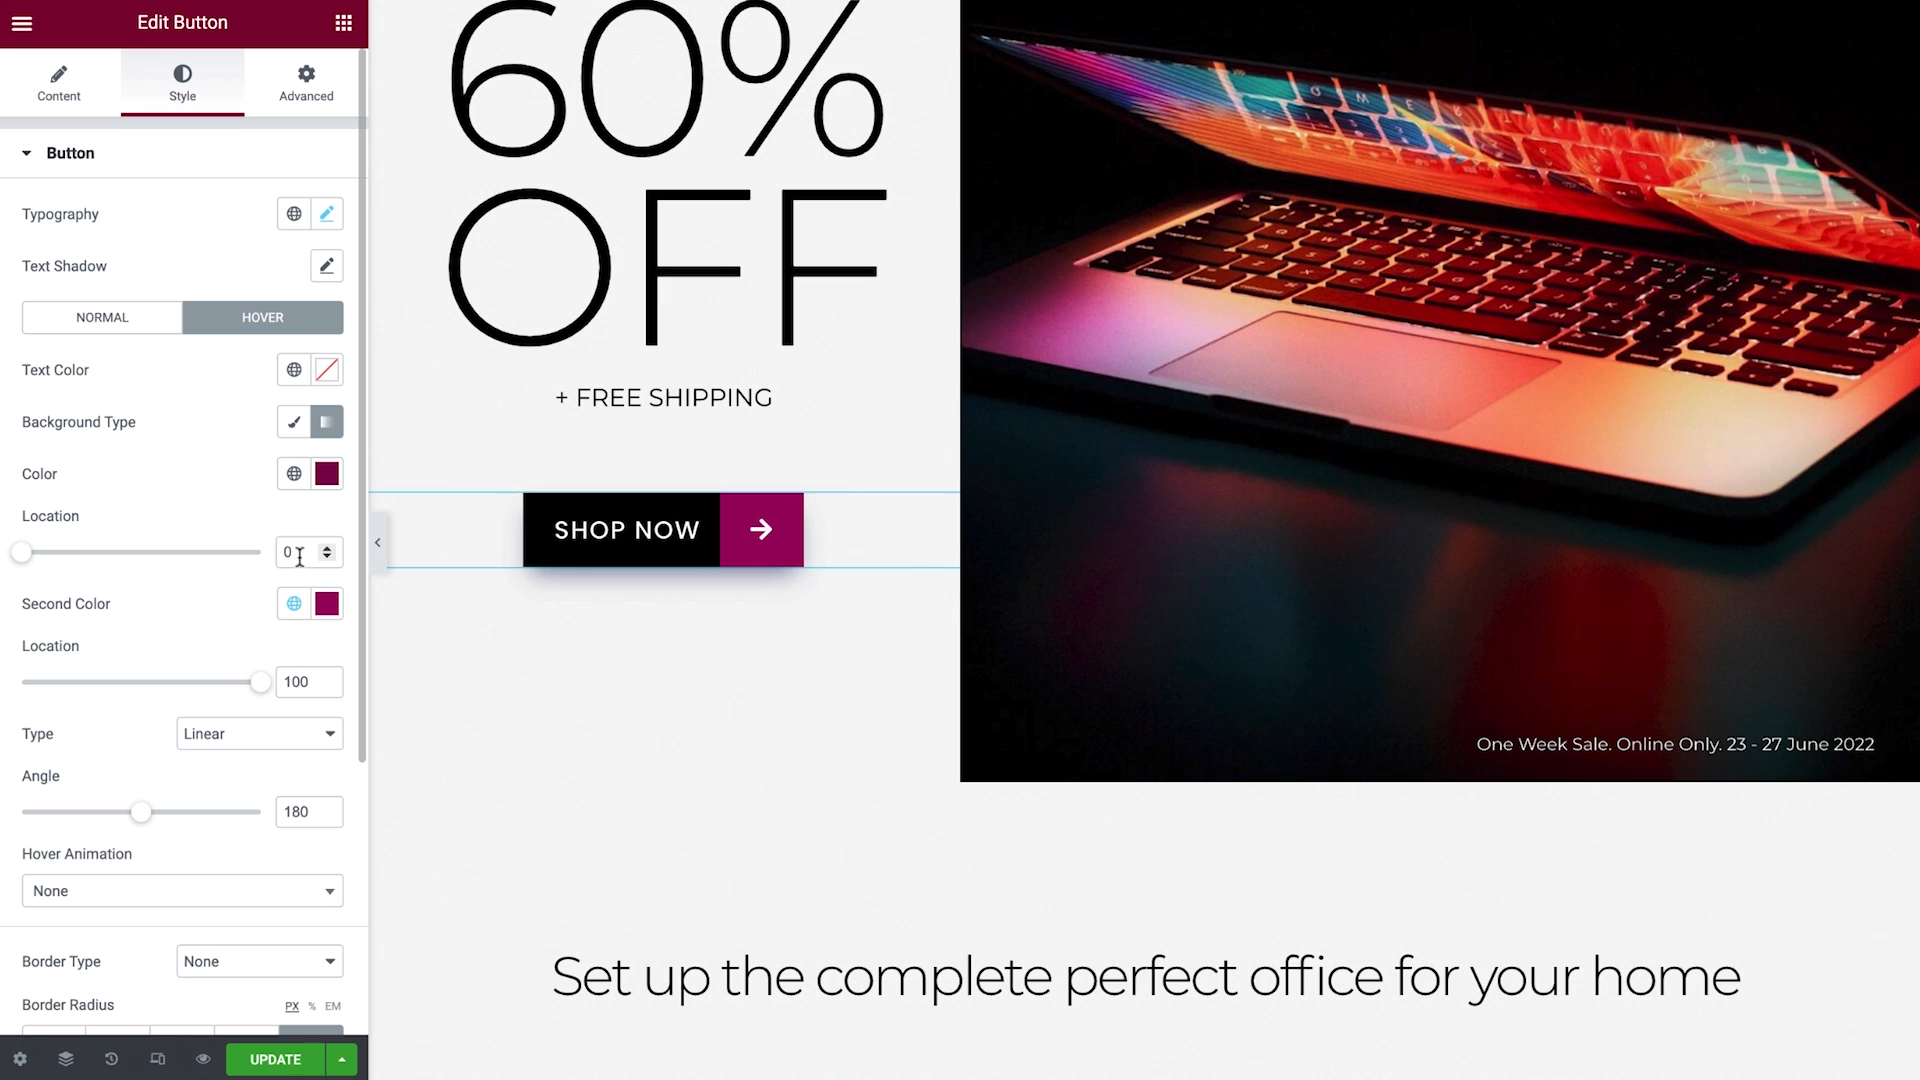 Edit Button
Content
Style
Advanced
Button
Typography
Text Shadow
NORMAL
HOVER
Text Color
Background Type
Color
Location
0
Second Color
Location
100
Type
Linear
Angle
180
Hover Animation
None
Border Type
None
Border Radius
PX % EM
UPDATE
60%
OFF
+ FREE SHIPPING
SHOP NOW
One Week Sale. Online Only. 23 - 27 June 2022
Set up the complete perfect office for your home